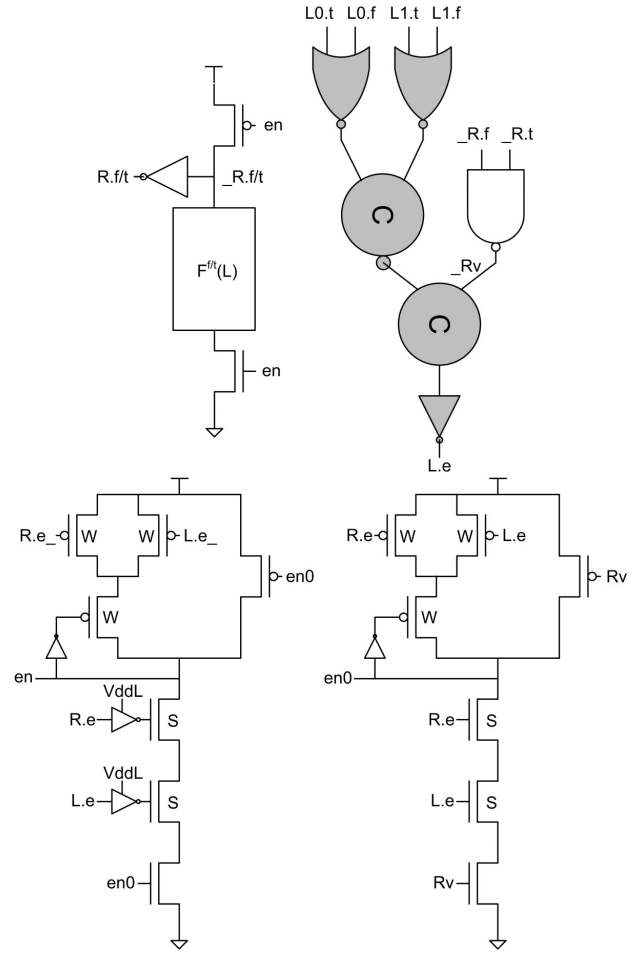 L0.t L0.f L1.t L1.f
en
_R.f _R.t
R.f/t _R.f/t
C
F^f/t(L)
_Rv
C
en
L.e
R.e_ W W L.e_
en0
W
en
VddL
R.e S
VddL
L.e S
en0
R.e W W L.e
Rv
W
en0
R.e S
L.e S
Rv